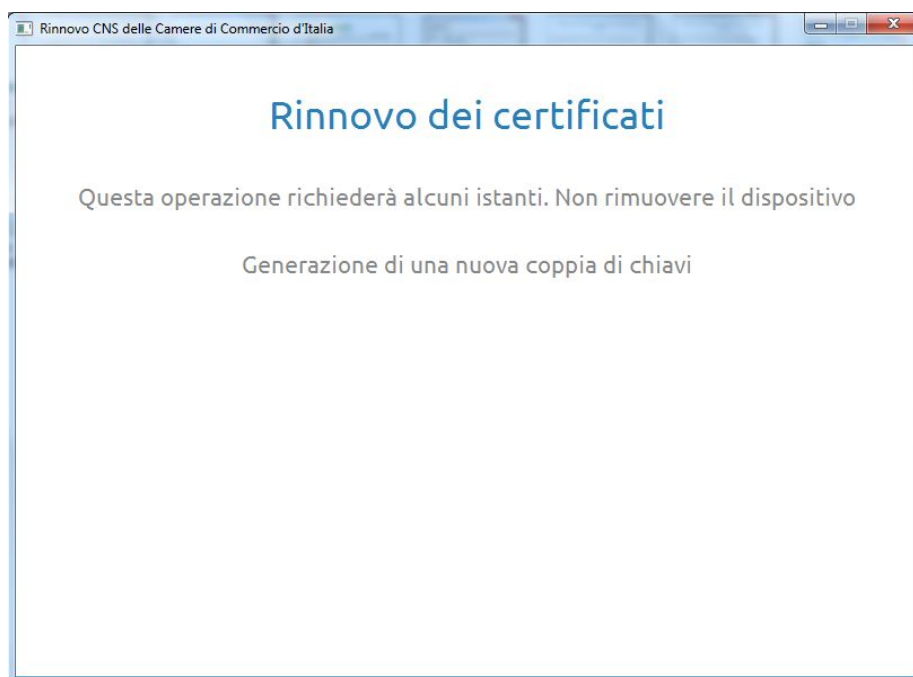 Rinnovo CNS delle Camere di Commercio d'Italia
Rinnovo dei certificati
Questa operazione richiederà alcuni istanti. Non rimuovere il dispositivo
Generazione di una nuova coppia di chiavi